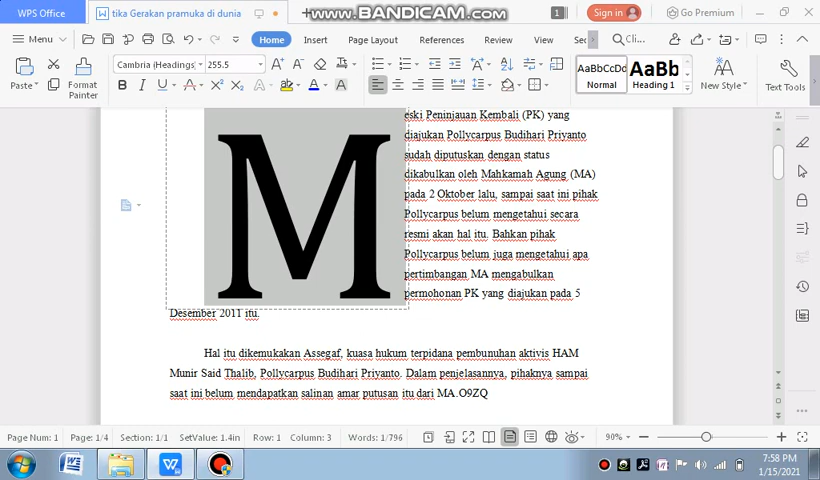 WPS Office
tika Gerakan pramuka di dunia
www.BANDICAM.com
1
Sign in
Go Premium
Menu
Home
Insert
Page Layout
References
Review
View
Sec
Cli...
Paste
Format
Painter
Cambria (Headings)
255.5
AaBbCcDd
Normal
AaBb
Heading 1
New Style
Text Tools
M
eski Peninjauan Kembali (PK) yang
diajukan Pollycarpus Budihari Priyanto
sudah diputuskan dengan status
dikabulkan oleh Mahkamah Agung (MA)
pada 2 Oktober lalu, sampai saat ini pihak
Pollycarpus belum mengetahui secara
resmi akan hal itu. Bahkan pihak
Pollycarpus belum juga mengetahui apa
pertimbangan MA mengabulkan
permohonan PK yang diajukan pada 5
Desember 2011 itu.
Hal itu dikemukakan Assegaf, kuasa hukum terpidana pembunuhan aktivis HAM
Munir Said Thalib, Pollycarpus Budihari Priyanto. Dalam penjelasannya, pihaknya sampai
saat ini belum mendapatkan salinan amar putusan itu dari MA.O9ZQ
Page Num: 1
Page: 1/4
Section: 1/1
SetValue: 1.4in
Row: 1
Column: 3
Words: 1/796
90%
7:58 PM
1/15/2021